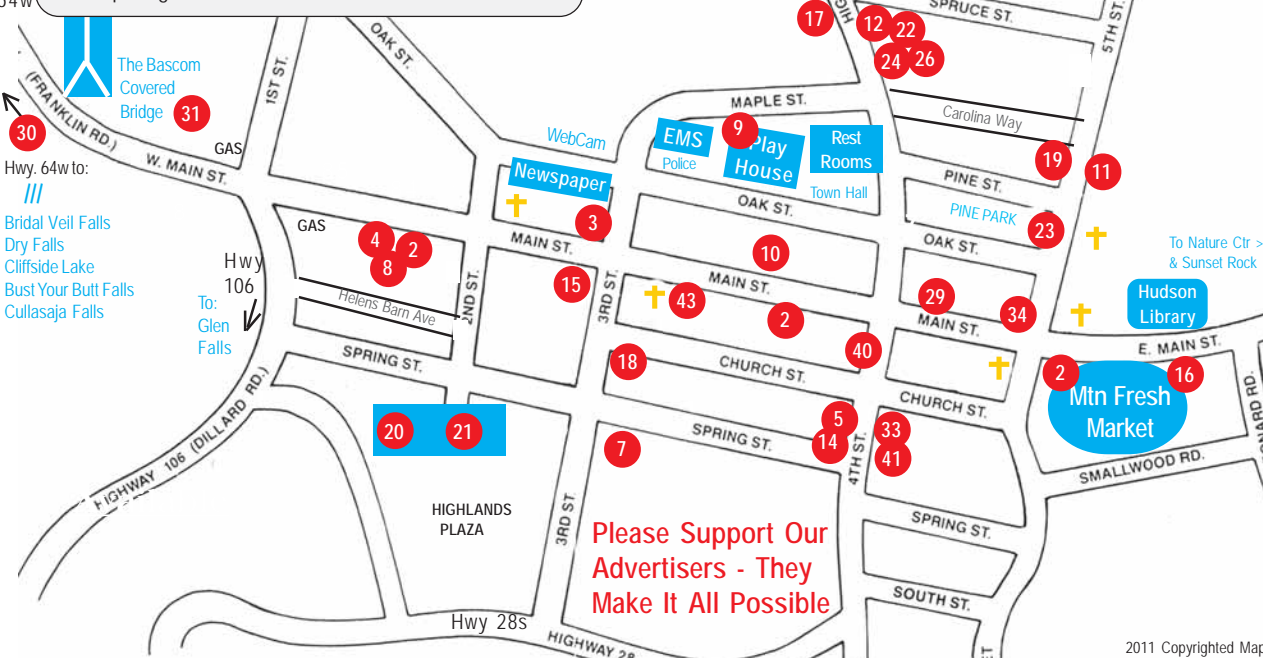 64w
SPRUCE ST.
5TH ST.
17
12
22
24
26
OAK ST.
1ST ST.
The Bascom
Covered
Bridge
31
(FRANKLIN RD.)
30
GAS
W. MAIN ST.
Hwy. 64w to:
///
Bridal Veil Falls
Dry Falls
Cliffside Lake
Bust Your Butt Falls
Cullasaja Falls
MAPLE ST.
WebCam
EMS
Police
9
Play
House
Rest
Rooms
Town Hall
Carolina Way
19
11
Newspaper
3
OAK ST.
PINE ST.
PINE PARK
23
OAK ST.
To Nature Ctr >
& Sunset Rock
GAS
4
2
8
MAIN ST.
10
Hwy
106
To:
Glen
Falls
Helens Barn Ave
2ND ST.
15
3RD ST.
43
MAIN ST.
2
29
MAIN ST.
34
Hudson
Library
E. MAIN ST.
SPRING ST.
18
CHURCH ST.
40
2
16
Mtn Fresh
Market
CHURCH ST.
HIGHWAY 106 (DILLARD RD.)
20
21
7
SPRING ST.
5
14
4TH ST.
33
41
SMALLWOOD RD.
HIGHLANDS
PLAZA
3RD ST.
Please Support Our
Advertisers - They
Make It All Possible
SPRING ST.
SOUTH ST.
Hwy 28s
HIGHWAY 28
2011 Copyrighted Map